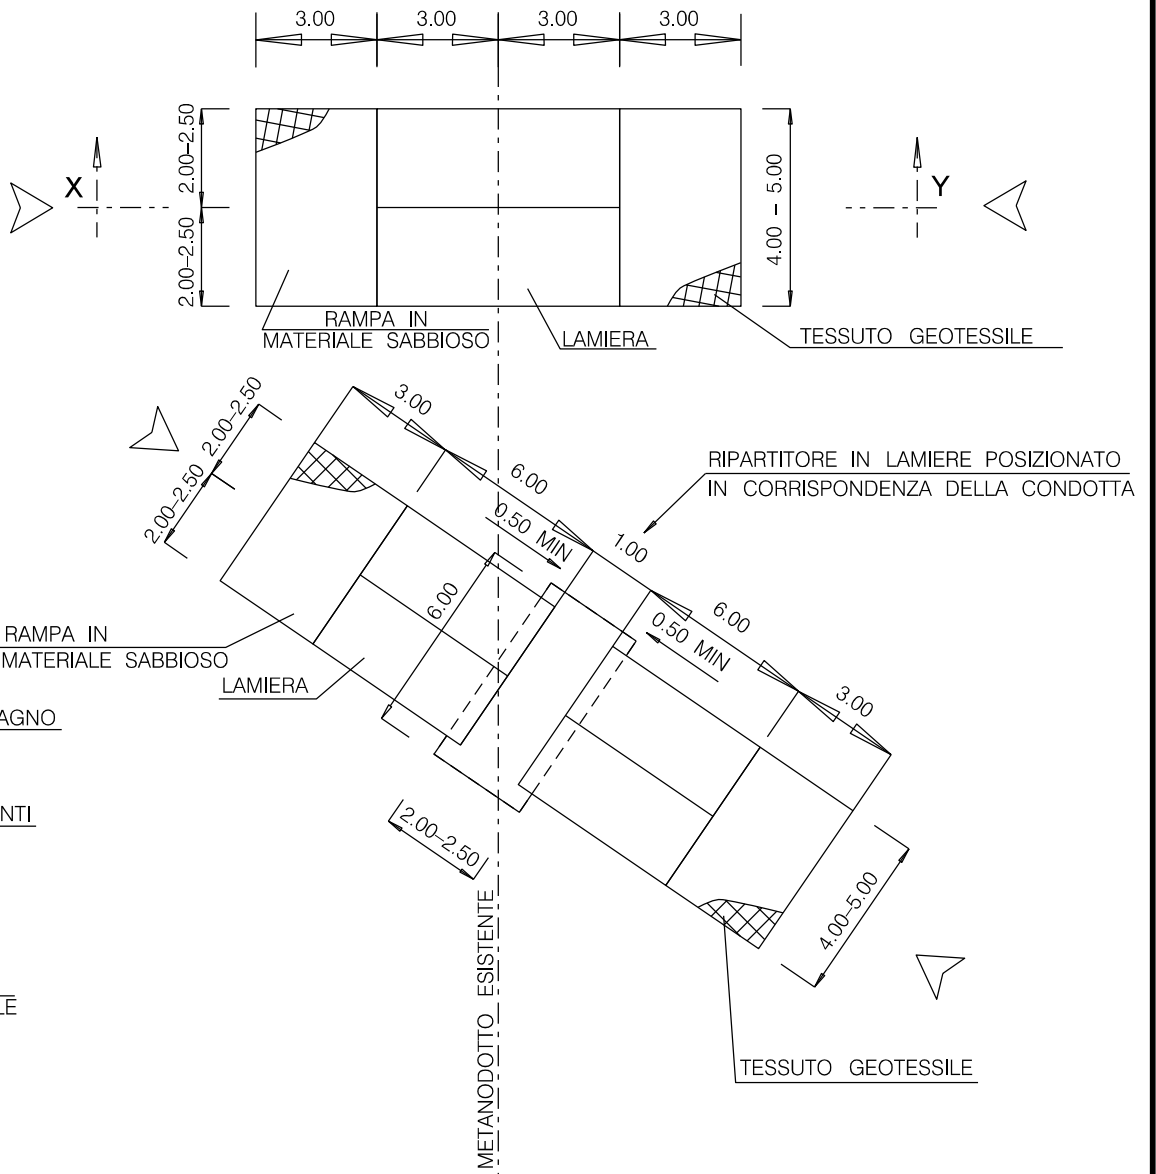 3.00 3.00 3.00 3.00
2.00-2.50
2.00-2.50
X
Y
4.00 - 5.00
RAMPA IN
MATERIALE SABBIOSO
LAMIERA
TESSUTO GEOTESSILE
2.00-2.50
2.00-2.50
3.00
6.00
0.50 MIN
1.00
6.00
0.50 MIN
3.00
RIPARTITORE IN LAMIERE POSIZIONATO
IN CORRISPONDENZA DELLA CONDOTTA
6.00
RAMPA IN
MATERIALE SABBIOSO
LAMIERA
AGNO
NTI
2.00-2.50
4.00-5.00
METANODOTTO ESISTENTE
LE
TESSUTO GEOTESSILE